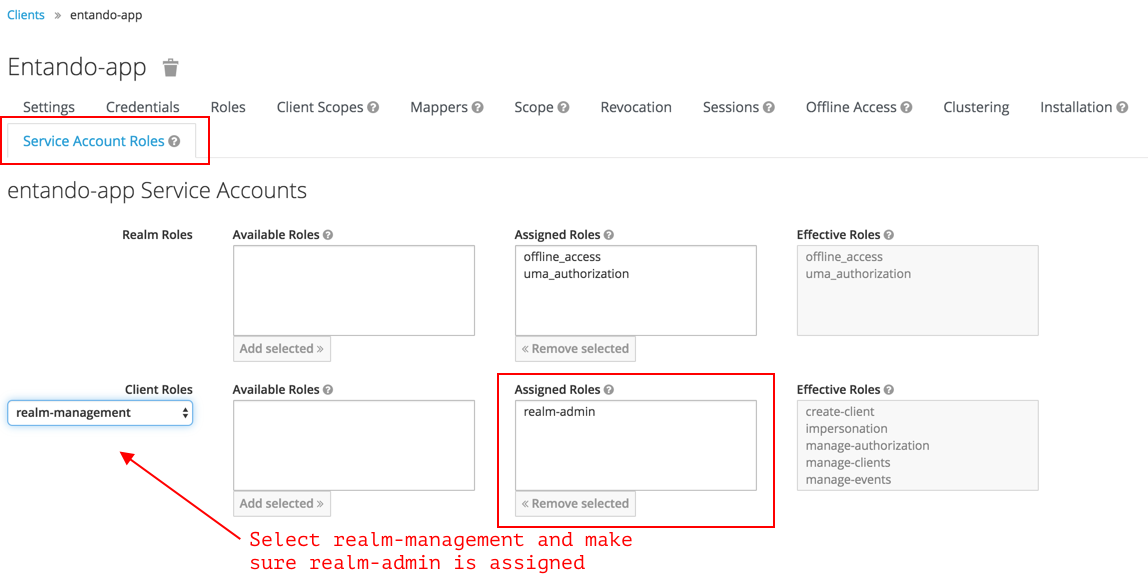 Clients » entando-app
Entando-app
Settings Credentials Roles Client Scopes ? Mappers ? Scope ? Revocation Sessions ? Offline Access ? Clustering Installation ?
Service Account Roles ?
entando-app Service Accounts
Realm Roles Available Roles ? Assigned Roles ? Effective Roles ?
offline_access offline_access
uma_authorization uma_authorization
Add selected » « Remove selected
Client Roles Available Roles ? Assigned Roles ? Effective Roles ?
realm-management realm-admin create-client
impersonation
manage-authorization
manage-clients
manage-events
Add selected » « Remove selected
Select realm-management and make
sure realm-admin is assigned